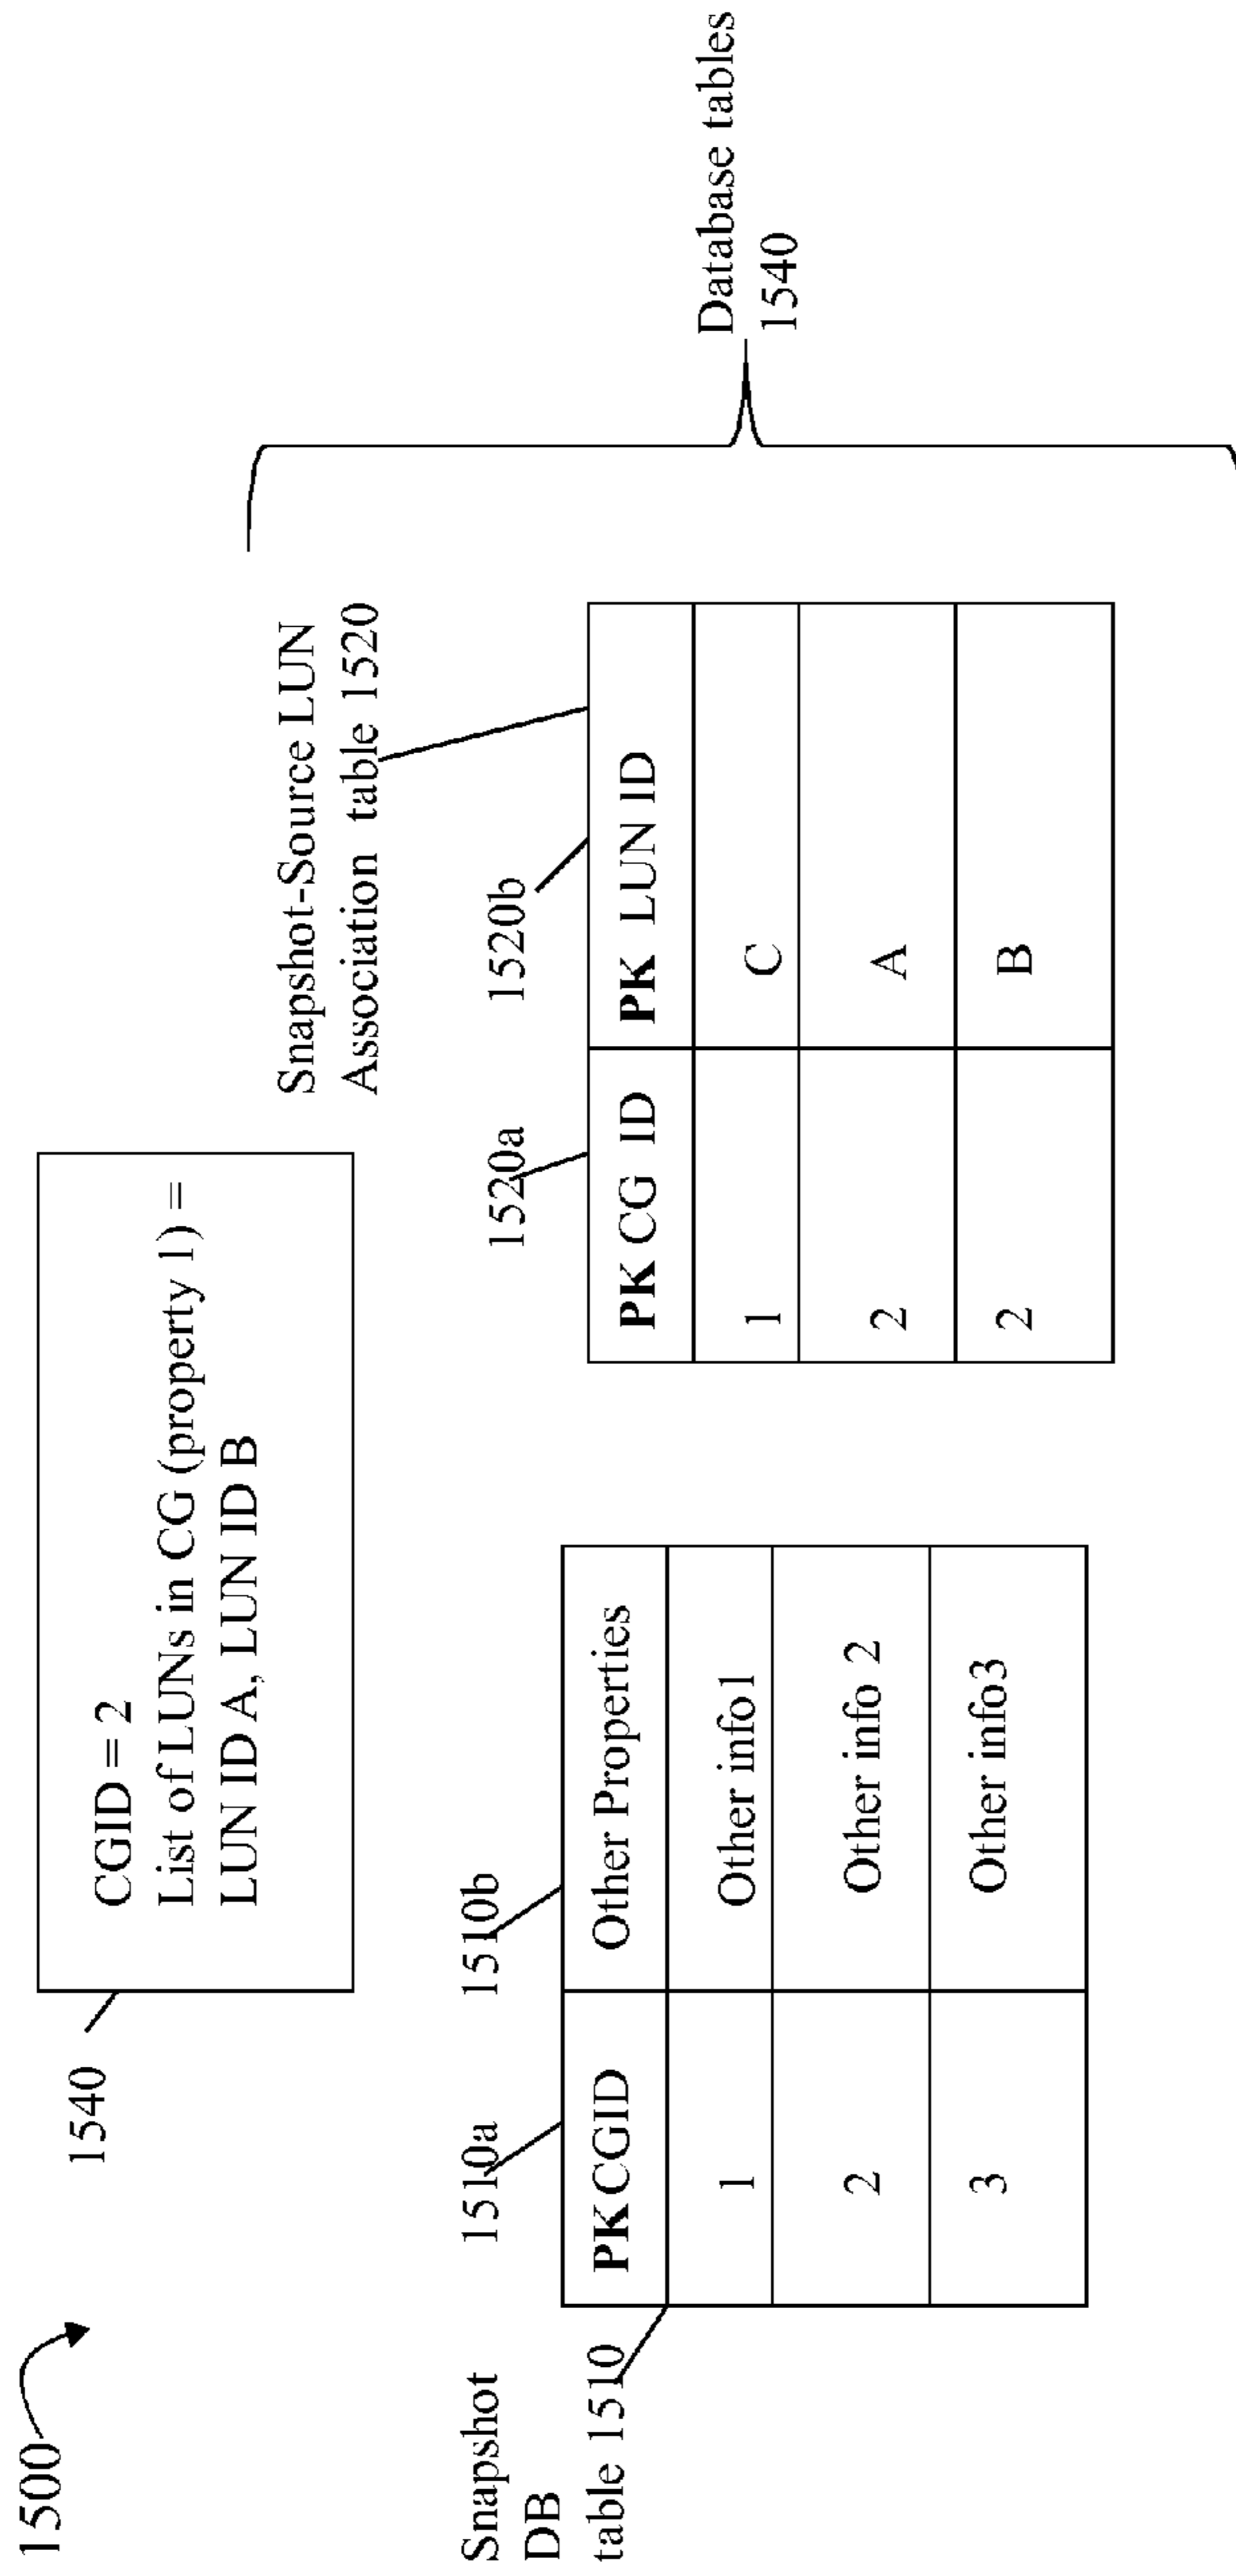 1500
1540
CGID = 2
List of LUNs in CG (property 1) =
LUN ID A, LUN ID B
Snapshot
DB
table 1510
1510a
1510b
PK CGID
Other Properties
1
Other info1
2
Other info 2
3
Other info3
Snapshot-Source LUN
Association table 1520
1520a
1520b
PK CG ID
PK LUN ID
1
C
2
A
2
B
Database tables
1540